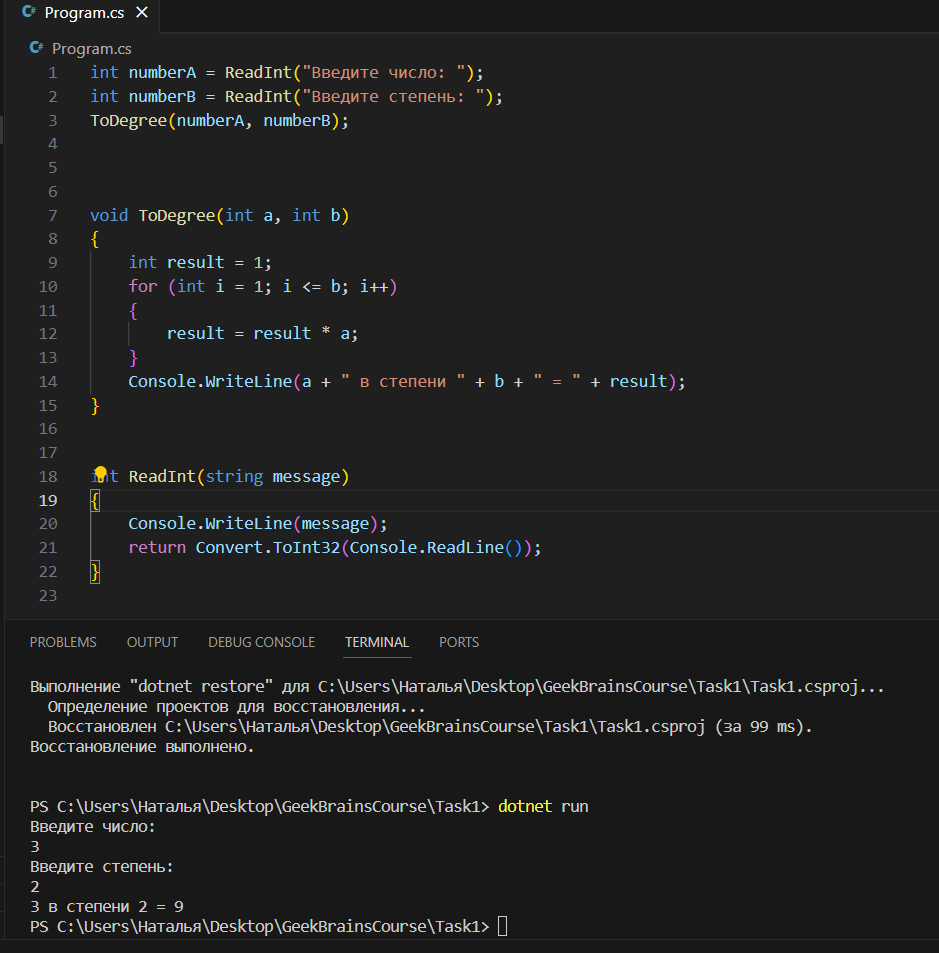 Program.cs
Program.cs
1 int numberA = ReadInt("Введите число: ");
2 int numberB = ReadInt("Введите степень: ");
3 ToDegree(numberA, numberB);
4
5
6
7 void ToDegree(int a, int b)
8 {
9     int result = 1;
10     for (int i = 1; i <= b; i++)
11     {
12         result = result * a;
13     }
14     Console.WriteLine(a + " в степени " + b + " = " + result);
15 }
16
17
18 int ReadInt(string message)
19 {
20     Console.WriteLine(message);
21     return Convert.ToInt32(Console.ReadLine());
22 }
23
PROBLEMS OUTPUT DEBUG CONSOLE TERMINAL PORTS
Выполнение "dotnet restore" для C:\Users\Наталья\Desktop\GeekBrainsCourse\Task1\Task1.csproj...
  Определение проектов для восстановления...
  Восстановлен C:\Users\Наталья\Desktop\GeekBrainsCourse\Task1\Task1.csproj (за 99 ms).
Восстановление выполнено.
PS C:\Users\Наталья\Desktop\GeekBrainsCourse\Task1> dotnet run
Введите число:
3
Введите степень:
2
3 в степени 2 = 9
PS C:\Users\Наталья\Desktop\GeekBrainsCourse\Task1>